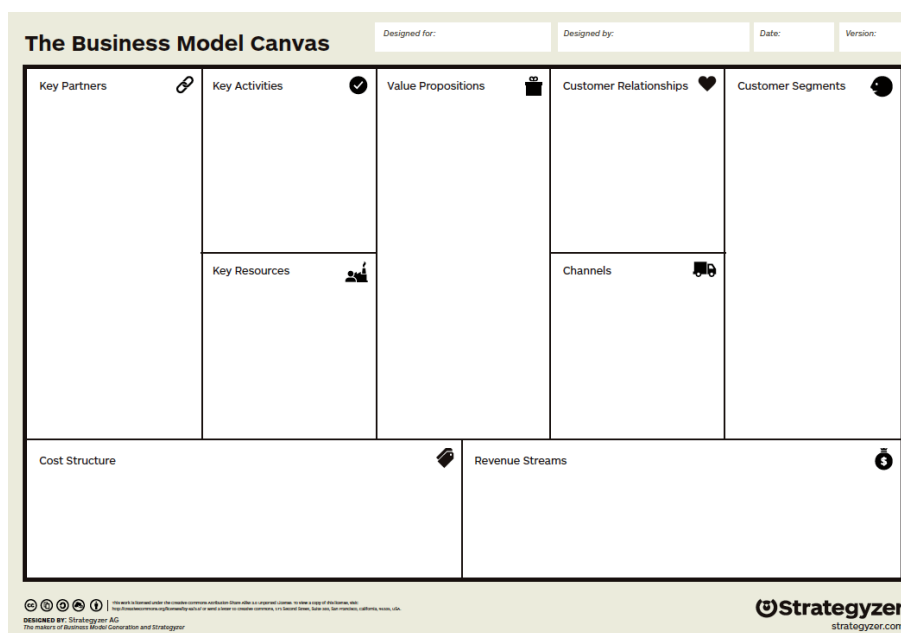 The Business Model Canvas
Designed for:
Designed by:
Date:
Version:
Key Partners
Key Activities
Value Propositions
Customer Relationships
Customer Segments
Key Resources
Channels
Cost Structure
Revenue Streams
DESIGNED BY: Strategyzer AG
The makers of Business Model Generation and Strategyzer
Strategyzer
strategyzer.com